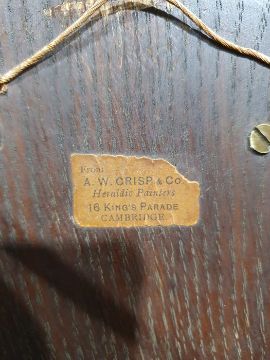 From
A. W. CRISP & Co.
Heraldic Painters
16 KING'S PARADE
CAMBRIDGE.